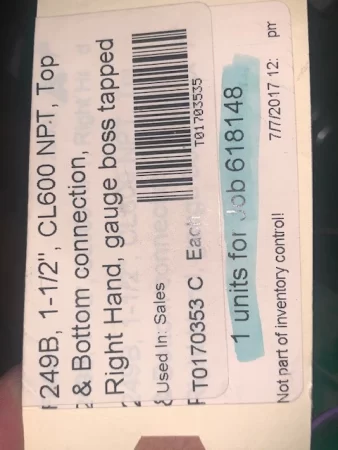 249B, 1-1/2", CL600 NPT, Top
& Bottom connection,
Right Hand, gauge boss tapped
T01703535
Used In: Sales
T0170353 C Each
1 units for Job 618148
7/7/2017 12: pm
Not part of inventory control!